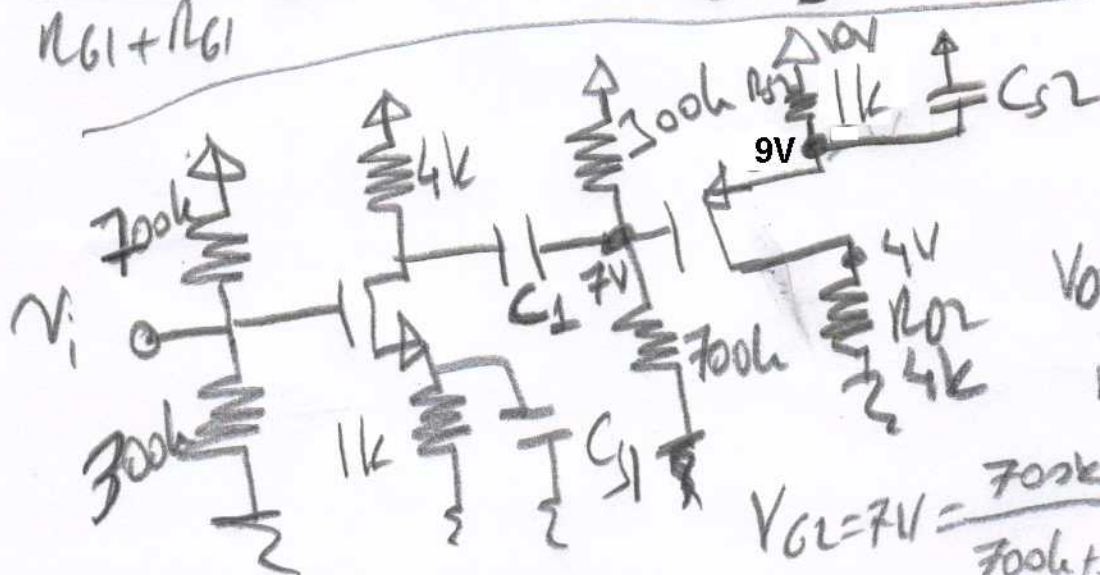 RG1+RG1
10V
RS2 1k CS2
300k
9V
4k
700k
4V
C1 7V
Vi
RD2
4k
700k
300k
1k
CS1
VG2=7V=700k
700k+